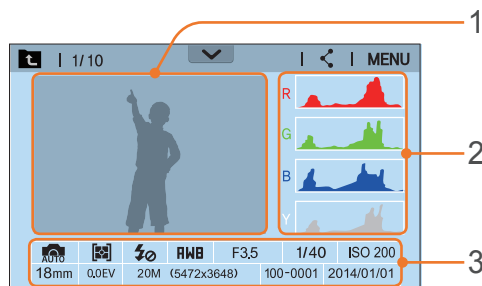 1
1/10 MENU
R
G
2
B
Y
AUTO AWB F3.5 1/40 ISO 200
3
18mm 0.0EV 20M (5472x3648) 100-0001 2014/01/01